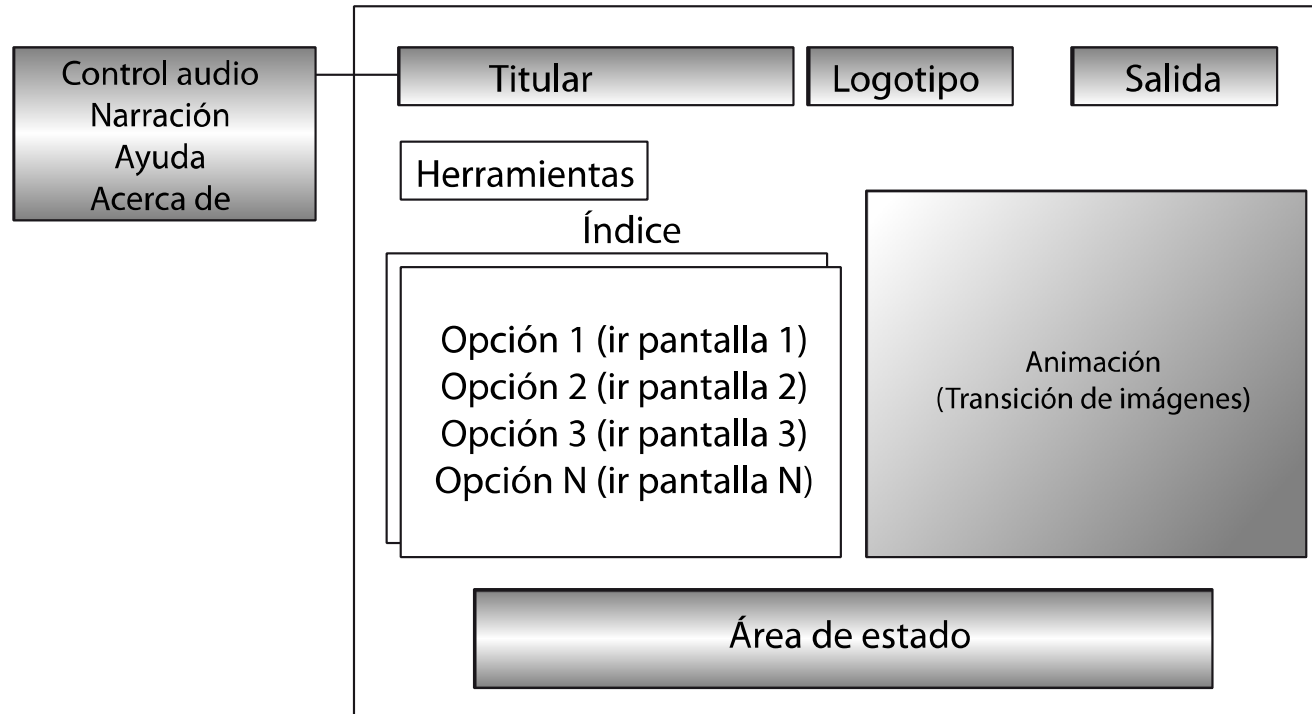 Control audio
Narración
Ayuda
Acerca de
Titular
Logotipo
Salida
Herramientas
Índice
Opción 1 (ir pantalla 1)
Opción 2 (ir pantalla 2)
Opción 3 (ir pantalla 3)
Opción N (ir pantalla N)
Animación
(Transición de imágenes)
Área de estado